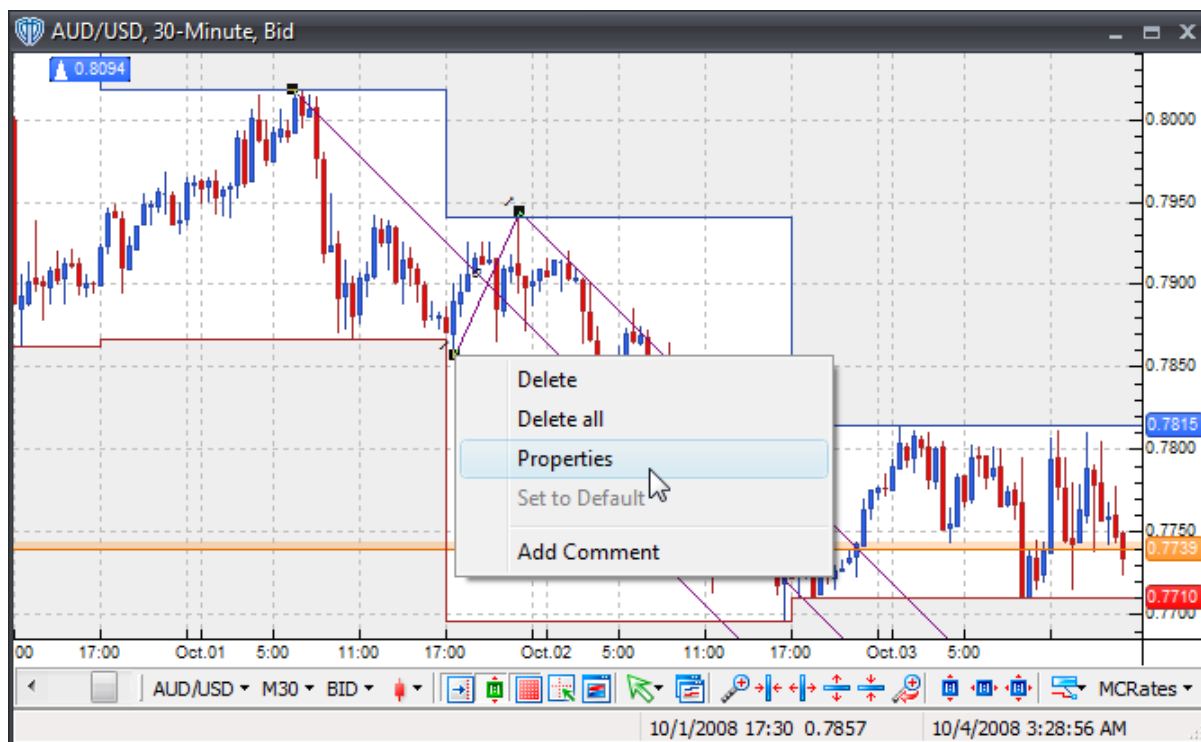 AUD/USD, 30-Minute, Bid
0.8094
0.8000
0.7950
0.7900
0.7850
0.7815
0.7800
0.7750
0.7739
0.7710
0.7700
Delete
Delete all
Properties
Set to Default
Add Comment
:00 17:00 Oct.01 5:00 11:00 17:00 Oct.02 5:00 11:00 17:00 Oct.03 5:00
AUD/USD M30 BID MCRates
10/1/2008 17:30 0.7857 10/4/2008 3:28:56 AM